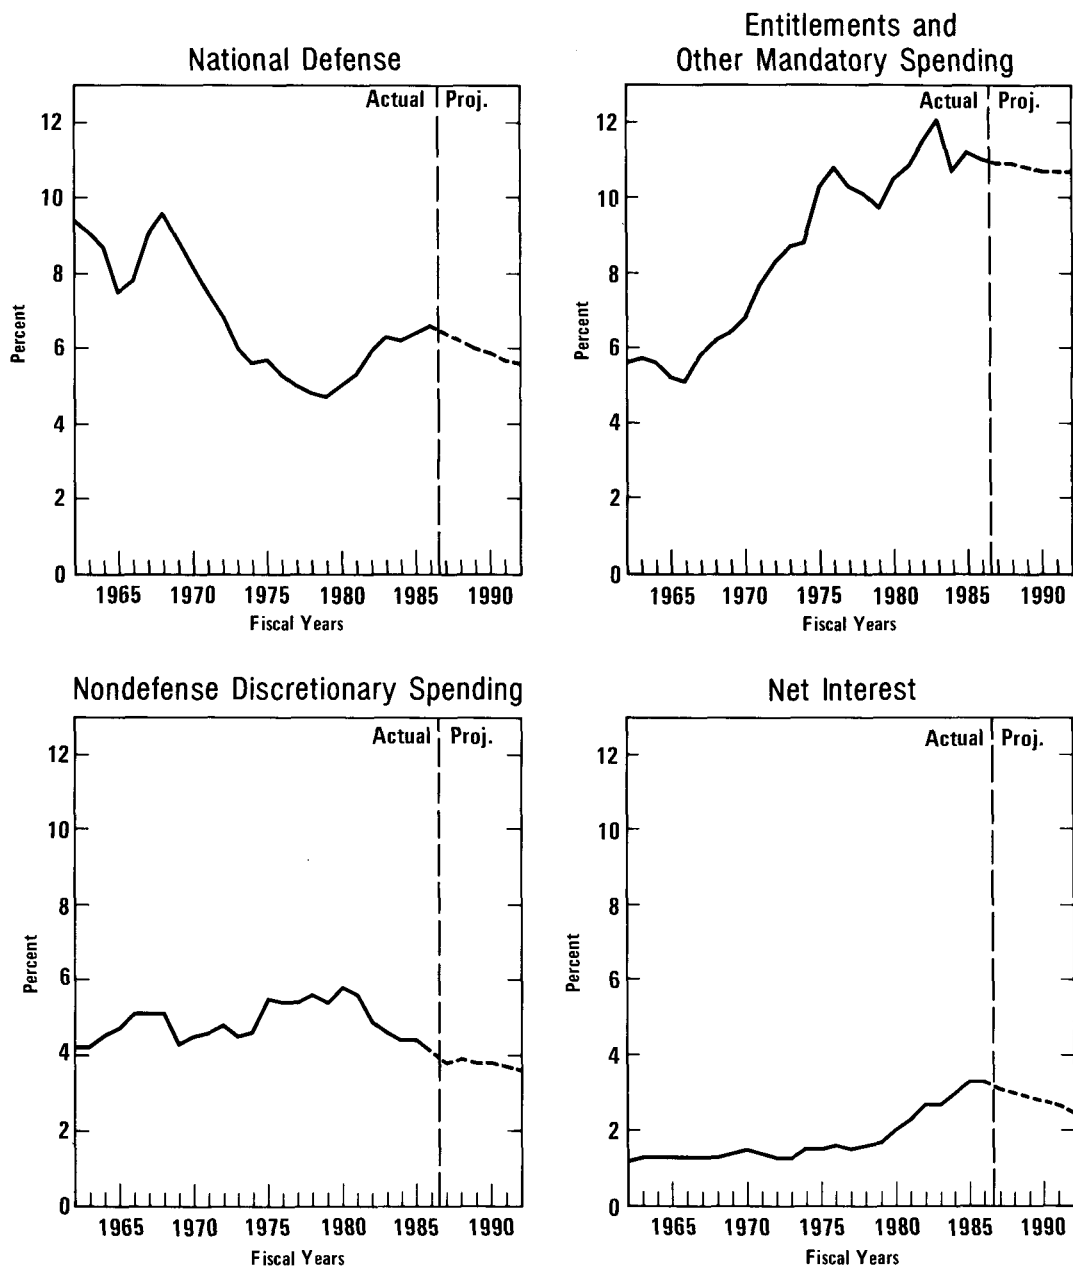 National Defense
Actual Proj.
12
10
8
6
4
2
0
Percent
1965 1970 1975 1980 1985 1990
Fiscal Years
Entitlements and
Other Mandatory Spending
Actual Proj.
12
10
8
6
4
2
0
Percent
1965 1970 1975 1980 1985 1990
Fiscal Years
Nondefense Discretionary Spending
Actual Proj.
12
10
8
6
4
2
0
Percent
1965 1970 1975 1980 1985 1990
Fiscal Years
Net Interest
Actual Proj.
12
10
8
6
4
2
0
Percent
1965 1970 1975 1980 1985 1990
Fiscal Years